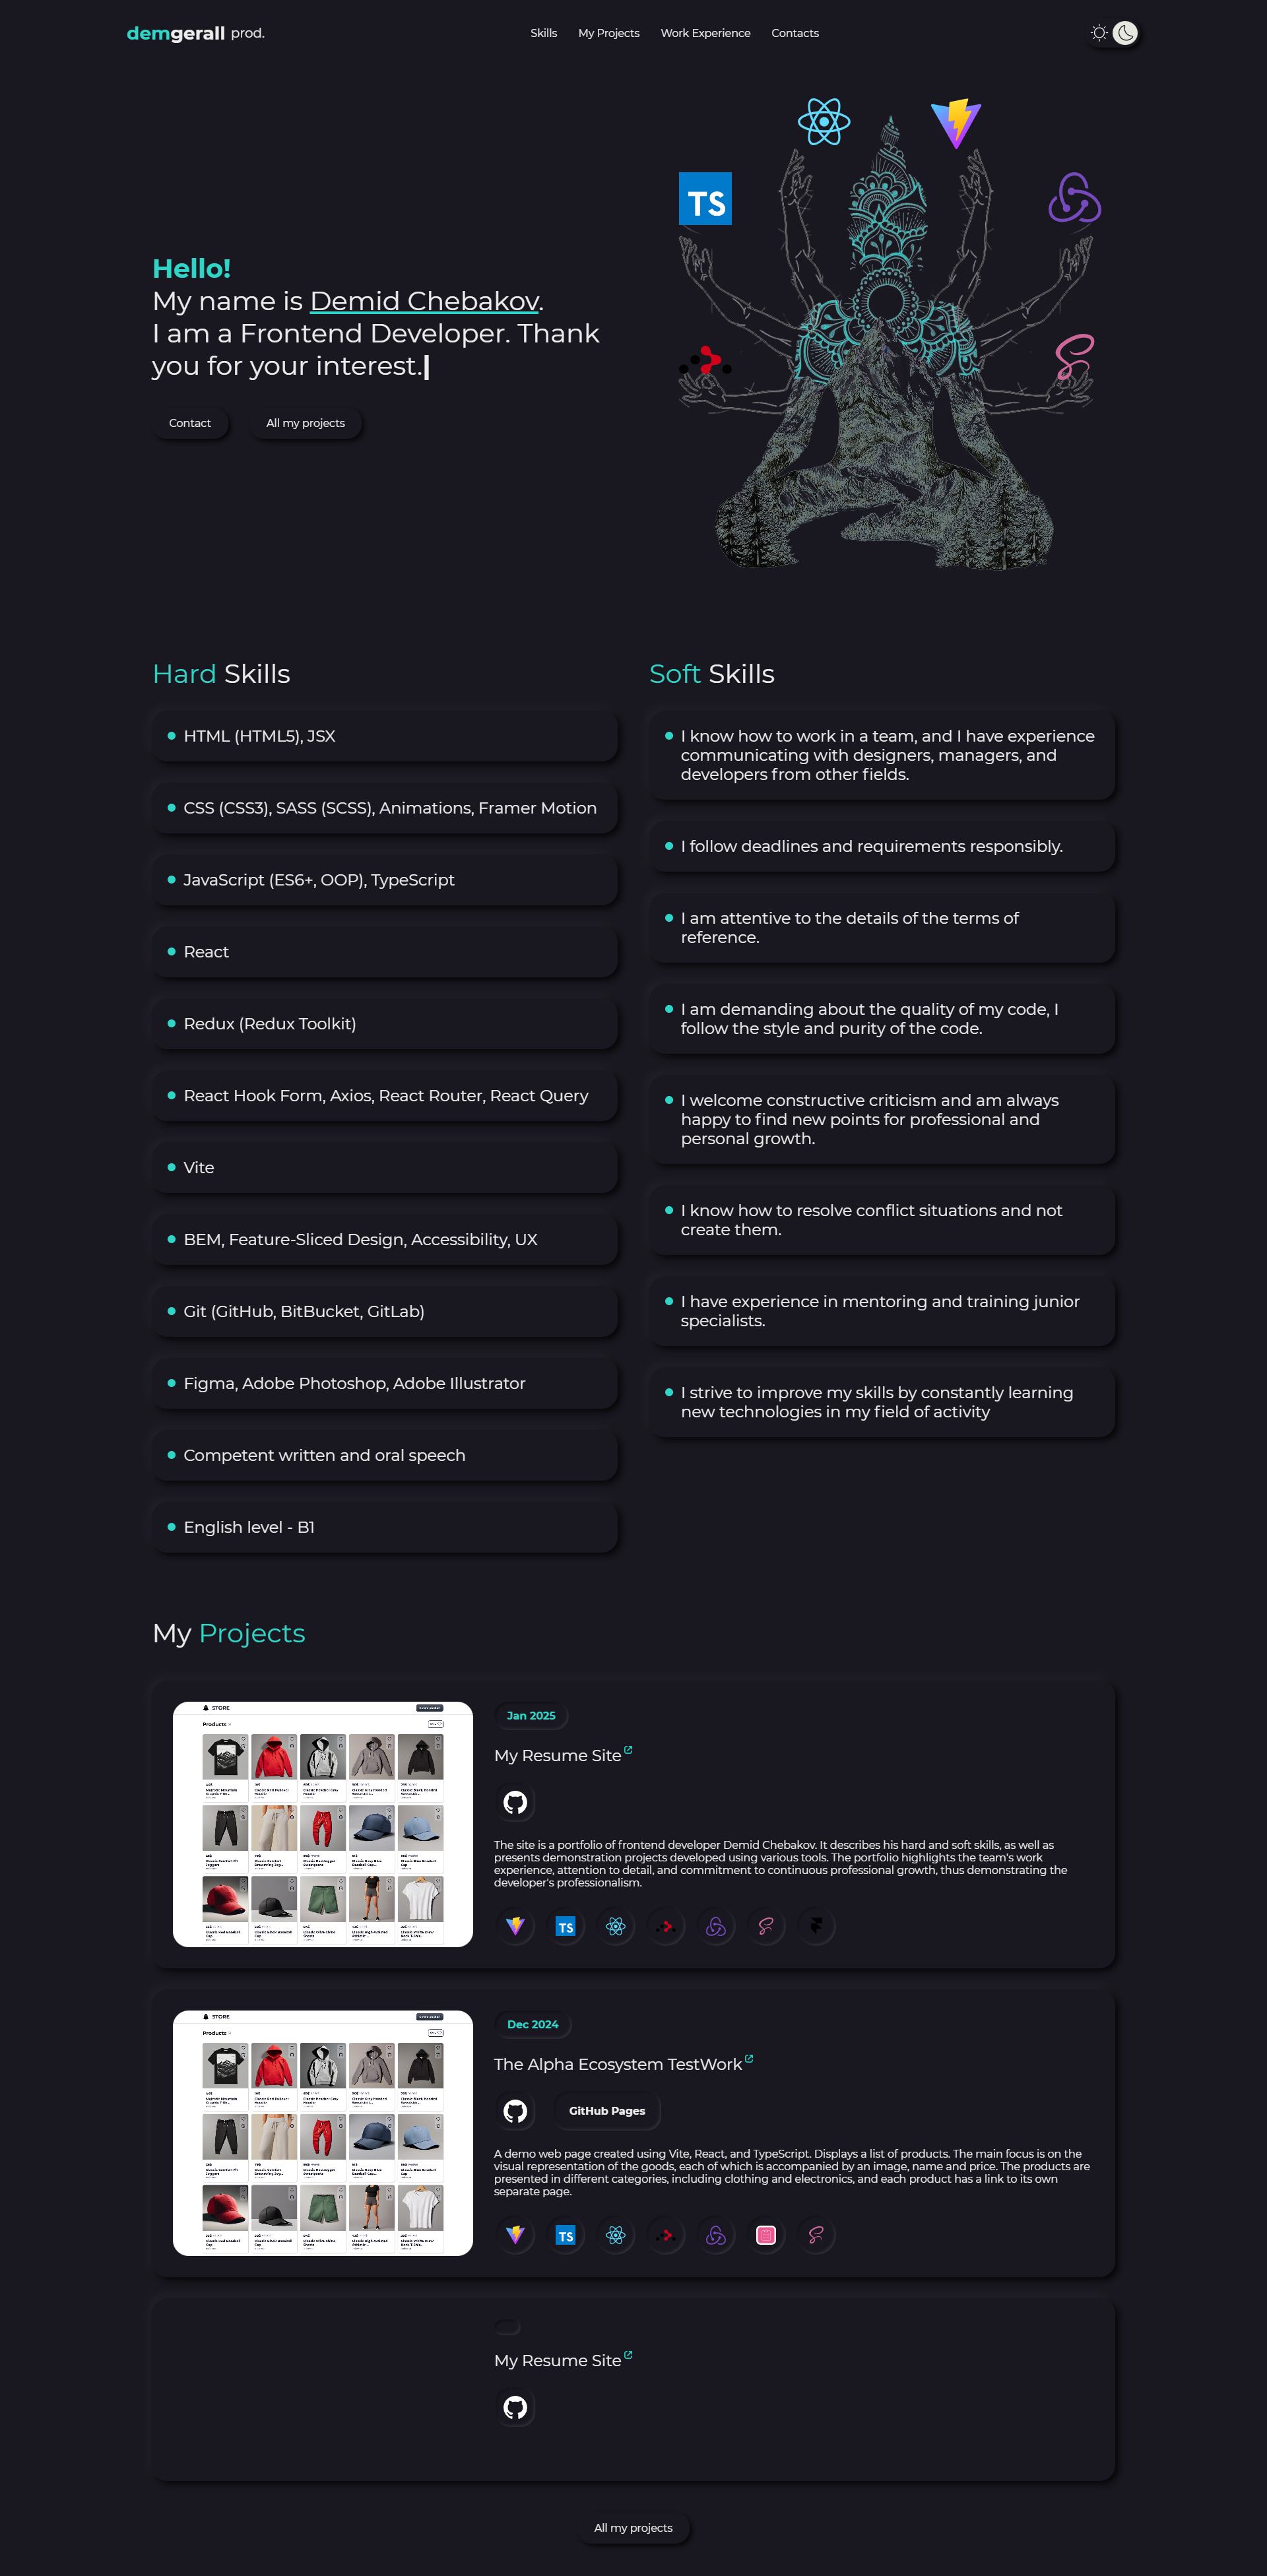 demgerall prod.
Skills My Projects Work Experience Contacts
TS
Hello!
My name is Demid Chebakov.
I am a Frontend Developer. Thank
you for your interest.
Contact All my projects
Hard Skills
HTML (HTML5), JSX
CSS (CSS3), SASS (SCSS), Animations, Framer Motion
JavaScript (ES6+, OOP), TypeScript
React
Redux (Redux Toolkit)
React Hook Form, Axios, React Router, React Query
Vite
BEM, Feature-Sliced Design, Accessibility, UX
Git (GitHub, BitBucket, GitLab)
Figma, Adobe Photoshop, Adobe Illustrator
Competent written and oral speech
English level - B1
Soft Skills
I know how to work in a team, and I have experience
communicating with designers, managers, and
developers from other fields.
I follow deadlines and requirements responsibly.
I am attentive to the details of the terms of
reference.
I am demanding about the quality of my code, I
follow the style and purity of the code.
I welcome constructive criticism and am always
happy to find new points for professional and
personal growth.
I know how to resolve conflict situations and not
create them.
I have experience in mentoring and training junior
specialists.
I strive to improve my skills by constantly learning
new technologies in my field of activity
My Projects
STORE
Products
Jan 2025
My Resume Site
The site is a portfolio of frontend developer Demid Chebakov. It describes his hard and soft skills, as well as
presents demonstration projects developed using various tools. The portfolio highlights the team's work
experience, attention to detail, and commitment to continuous professional growth, thus demonstrating the
developer's professionalism.
TS
STORE
Products
Dec 2024
The Alpha Ecosystem TestWork
GitHub Pages
A demo web page created using Vite, React, and TypeScript. Displays a list of products. The main focus is on the
visual representation of the goods, each of which is accompanied by an image, name and price. The products are
presented in different categories, including clothing and electronics, and each product has a link to its own
separate page.
TS
My Resume Site
All my projects